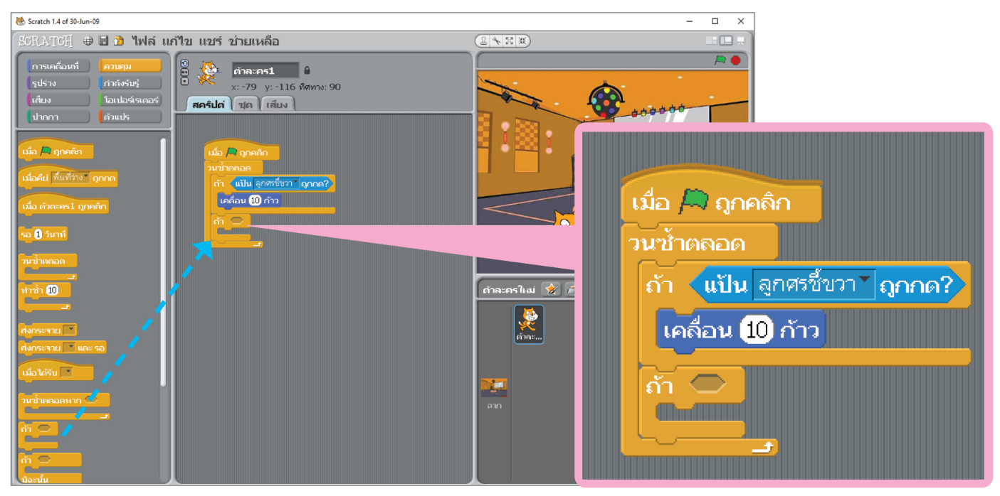 Scratch 1.4 of 30-Jun-09
SCRATCH ไฟล์ แก้ไข แชร์ ช่วยเหลือ
การเคลื่อนที่ ควบคุม
รูปร่าง กำลังรับรู้
เสียง โอเปอร์เรเตอร์
ปากกา ตัวแปร
เมื่อ ถูกคลิก
เมื่อคีย์ พื้นที่ว่าง ถูกกด
เมื่อ ตัวละคร1 ถูกคลิก
รอ 1 วินาที
วนซ้ำตลอด
ทำซ้ำ 10
ส่งกระจาย
ส่งกระจาย และรอ
เมื่อได้รับ
วนซ้ำตลอดหาก
ถ้า
ถ้า
มิฉะนั้น
ตัวละคร1
x: -79 y: -116 ทิศทาง: 90
สคริปต์ ชุด เสียง
เมื่อ ถูกคลิก
วนซ้ำตลอด
ถ้า แป้น ลูกศรชี้ขวา ถูกกด?
เคลื่อน 10 ก้าว
ถ้า
ตัวละครใหม่
ตัวละ...
ฉาก
เมื่อ ถูกคลิก
วนซ้ำตลอด
ถ้า แป้น ลูกศรชี้ขวา ถูกกด?
เคลื่อน 10 ก้าว
ถ้า